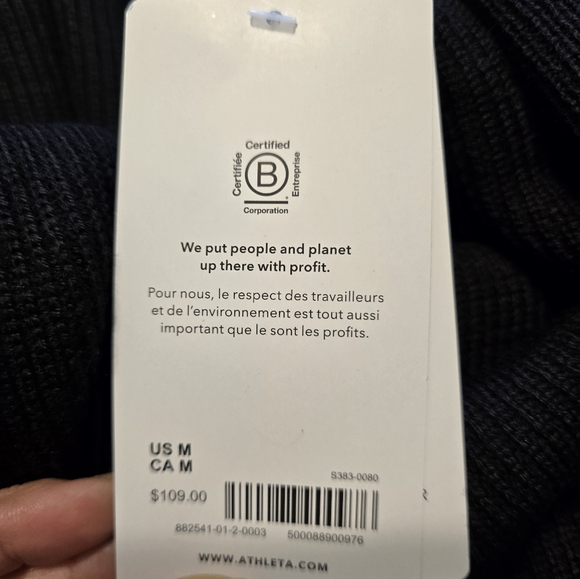 Certified
Certifiée
B
Entreprise
Corporation
We put people and planet
up there with profit.
Pour nous, le respect des travailleurs
et de l'environnement est tout aussi
important que le sont les profits.
US M
CA M
S383-0080
$109.00
882541-01-2-0003 500088900976
WWW.ATHLETA.COM